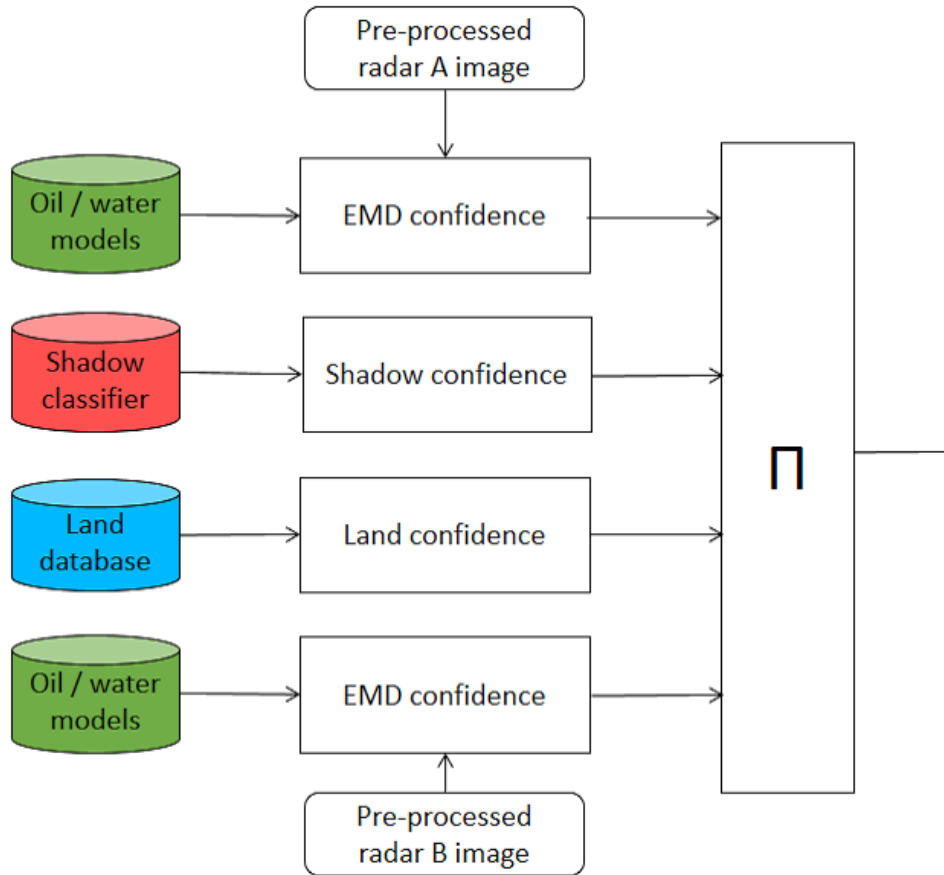 Pre-processed
radar A image
Oil / water
models
EMD confidence
Shadow
classifier
Shadow confidence
Π
Land
database
Land confidence
Oil / water
models
EMD confidence
Pre-processed
radar B image